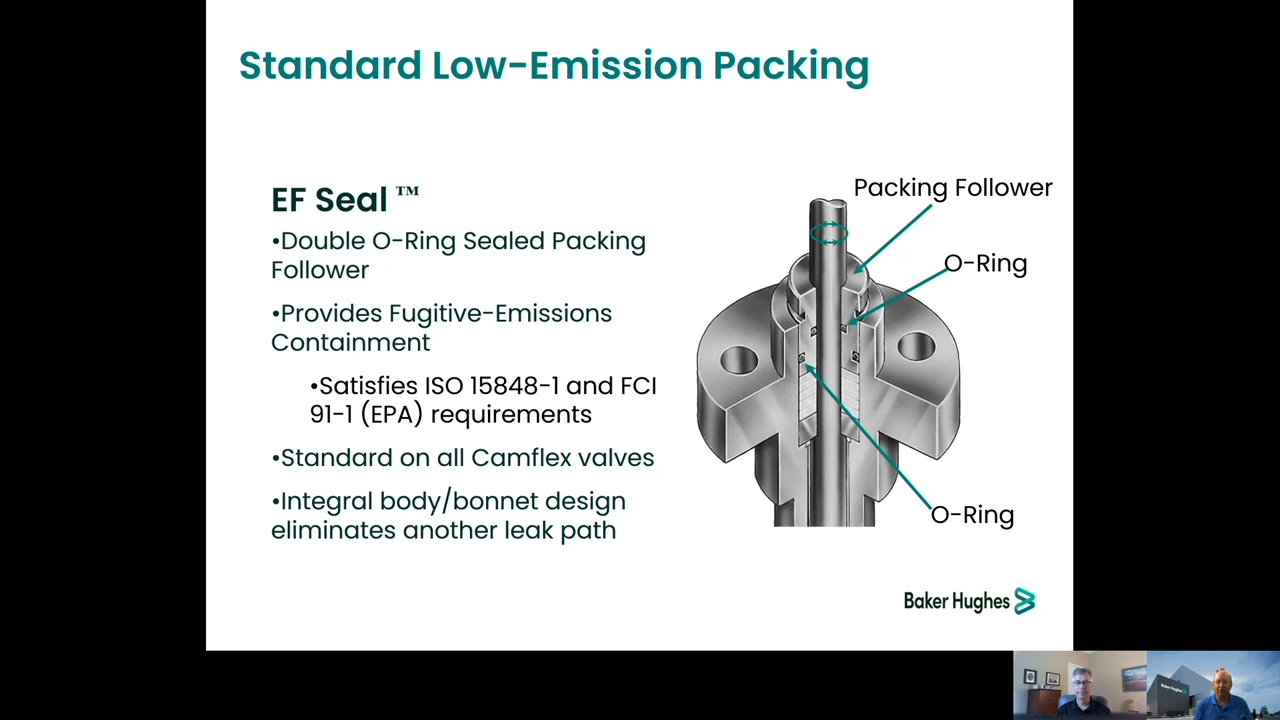 Standard Low-Emission Packing
EF Seal ™
•Double O-Ring Sealed Packing
Follower
•Provides Fugitive-Emissions
Containment
•Satisfies ISO 15848-1 and FCI
91-1 (EPA) requirements
•Standard on all Camflex valves
•Integral body/bonnet design
eliminates another leak path
Packing Follower
O-Ring
O-Ring
Baker Hughes
Baker Hughes